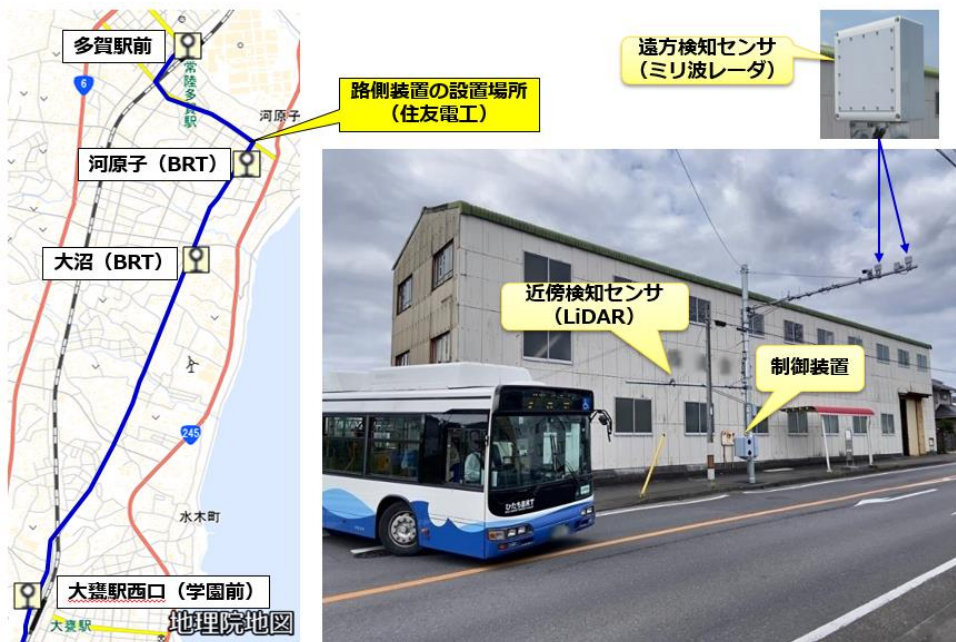 多賀駅前
6
常陸多賀駅
河原子
路側装置の設置場所
（住友電工）
河原子（BRT）
大沼（BRT）
245
水木町
大甕駅西口（学園前）
大甕駅
地理院地図
遠方検知センサ
（ミリ波レーダ）
近傍検知センサ
（LiDAR）
制御装置
ひたちBRT